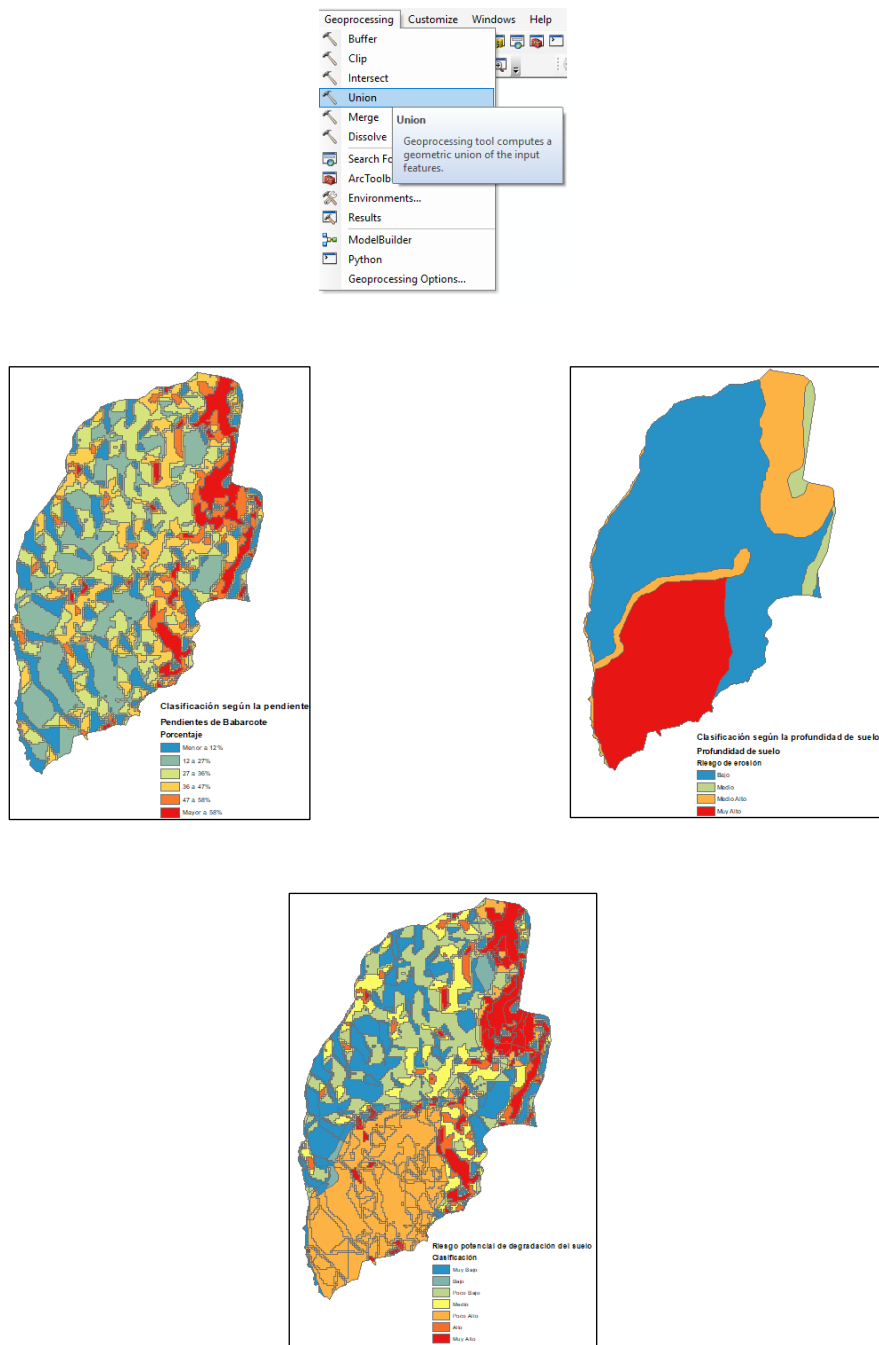 Geoprocessing Customize Windows Help
Buffer
Clip
Intersect
Union
Merge
Union
Dissolve
Geoprocessing tool computes a
geometric union of the input
features.
Search Fo
ArcToolb
Environments...
Results
ModelBuilder
Python
Geoprocessing Options...
Clasificación según la pendiente
Pendientes de Babarcote
Porcentaje
Menor a 12%
12 a 27%
27 a 36%
36 a 47%
47 a 58%
Mayor a 58%
Clasificación según la profundidad de suelo
Profundidad de suelo
Riesgo de erosión
Bajo
Medio
Medio Alto
Muy Alto
Riesgo potencial de degradación del suelo
Clasificación
Muy Bajo
Bajo
Poco Bajo
Medio
Poco Alto
Alto
Muy Alto